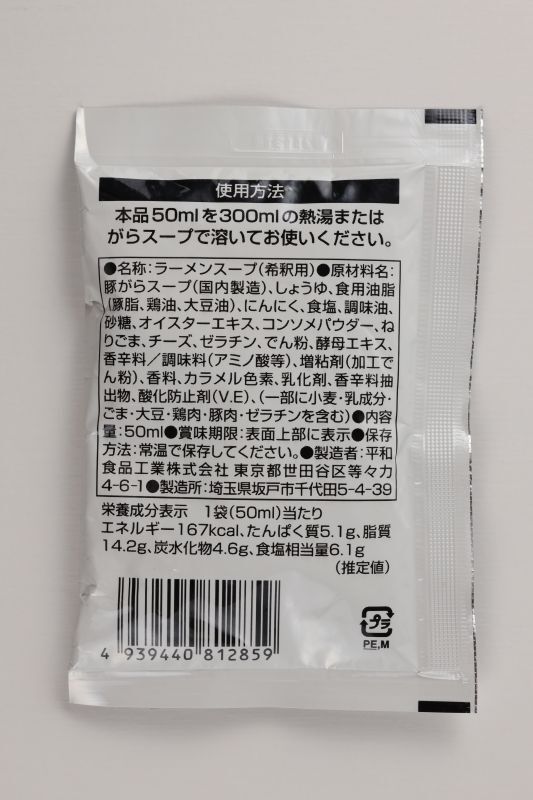 使用方法
本品50mlを300mlの熱湯または
がらスープで溶いてお使いください。
●名称:ラーメンスープ(希釈用)●原材料名:
豚がらスープ(国内製造)、しょうゆ、食用油脂
(豚脂、鶏油、大豆油)、にんにく、食塩、調味油、
砂糖、オイスターエキス、コンソメパウダー、ね
りごま、チーズ、ゼラチン、でん粉、酵母エキス、
香辛料/調味料(アミノ酸等)、増粘剤(加工で
ん粉)、香料、カラメル色素、乳化剤、香辛料抽
出物、酸化防止剤(V.E)、(一部に小麦・乳成分・
ごま・大豆・鶏肉・豚肉・ゼラチンを含む)●内容
量:50ml●賞味期限:表面上部に表示●保存
方法:常温で保存してください。●製造者:平和
食品工業株式会社 東京都世田谷区等々力
4-6-1●製造所:埼玉県坂戸市千代田5-4-39
栄養成分表示 1袋(50ml)当たり
エネルギー167kcal、たんぱく質5.1g、脂質
14.2g、炭水化物4.6g、食塩相当量6.1g
(推定値)
プラ
PE,M
4 939440 812859